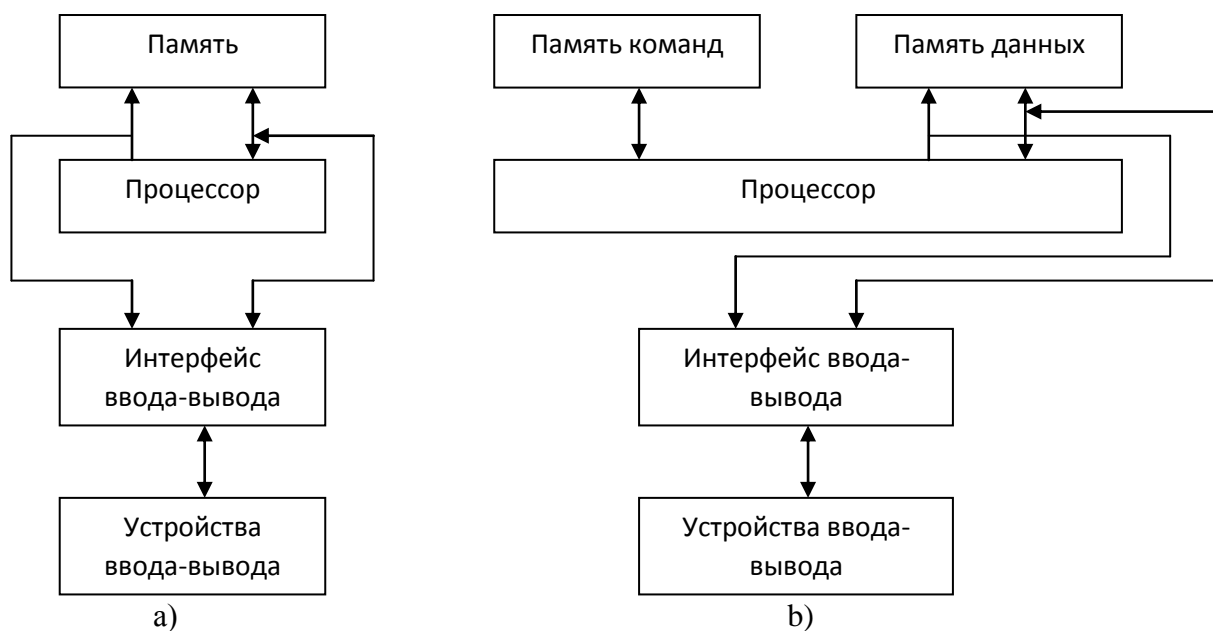 Память
Процессор
Интерфейс
ввода-вывода
Устройства
ввода-вывода
a)
Память команд
Память данных
Процессор
Интерфейс ввода-
вывода
Устройства ввода-
вывода
b)